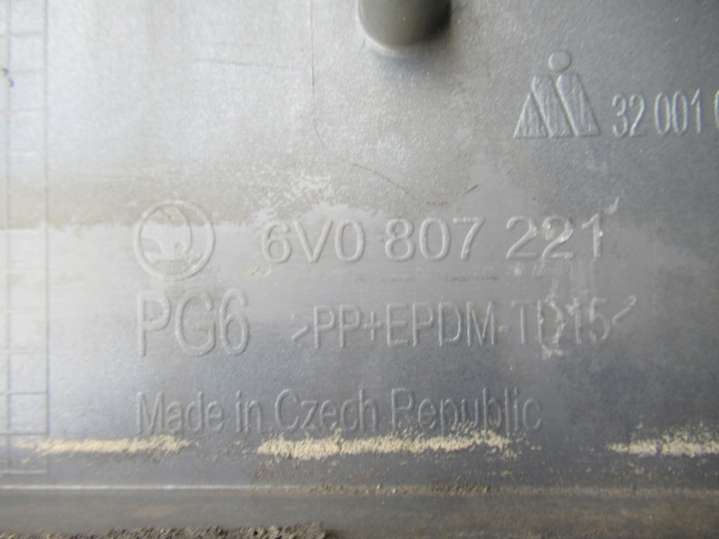 32 001
6V0 807 221
PG6 >PP+EPDM-TD15<
Made in Czech Republic